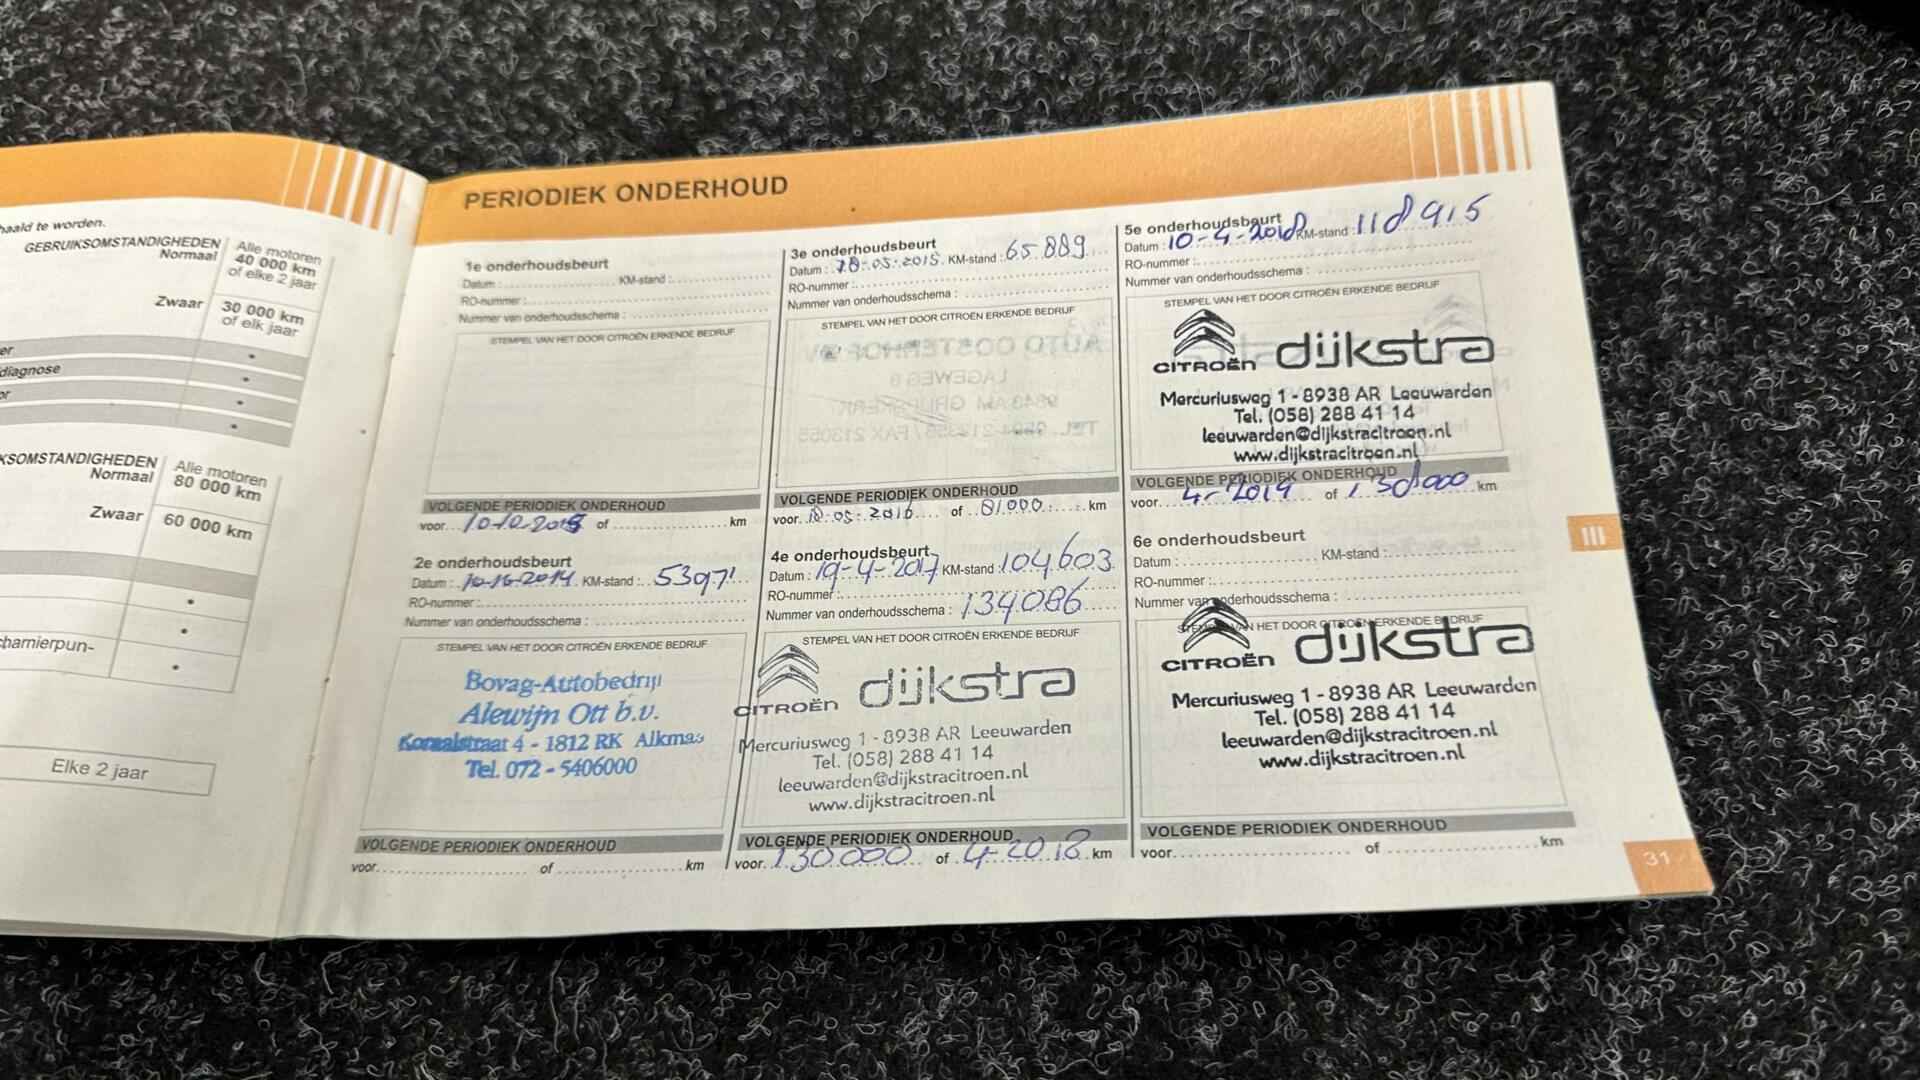 haald te worden.
GEBRUIKSOMSTANDIGHEDEN
Normaal
Alle motoren
40 000 km
of elke 2 jaar
Zwaar
30 000 km
of elk jaar
er
diagnose
or
KSOMSTANDIGHEDEN
Normaal
Alle motoren
80 000 km
Zwaar
60 000 km
charnierpun-
Elke 2 jaar
PERIODIEK ONDERHOUD
1e onderhoudsbeurt
Datum : KM-stand :
RO-nummer :
Nummer van onderhoudsschema :
STEMPEL VAN HET DOOR CITROËN ERKENDE BEDRIJF
VOLGENDE PERIODIEK ONDERHOUD
voor 10-10-2015 of km
2e onderhoudsbeurt
Datum : 2014 KM-stand : 53971
RO-nummer :
Nummer van onderhoudsschema :
STEMPEL VAN HET DOOR CITROËN ERKENDE BEDRIJF
Bovag-Autobedrijf
Alewijn Ott b.v.
Koraalstraat 4 - 1812 RK Alkmaar
Tel. 072 - 5406000
VOLGENDE PERIODIEK ONDERHOUD
voor of km
3e onderhoudsbeurt
Datum : 05-2015 KM-stand : 65889
RO-nummer :
Nummer van onderhoudsschema :
STEMPEL VAN HET DOOR CITROËN ERKENDE BEDRIJF
VOLGENDE PERIODIEK ONDERHOUD
voor 18-05-2016 of 81.000 km
4e onderhoudsbeurt
Datum : 19-4-2017 KM-stand : 104603
RO-nummer :
Nummer van onderhoudsschema : 134086
STEMPEL VAN HET DOOR CITROËN ERKENDE BEDRIJF
CITROËN dijkstra
Mercuriusweg 1 - 8938 AR Leeuwarden
Tel. (058) 288 41 14
leeuwarden@dijkstracitroen.nl
www.dijkstracitroen.nl
VOLGENDE PERIODIEK ONDERHOUD
voor 130000 of 4-2018 km
5e onderhoudsbeurt
Datum : 10-4-2018 KM-stand : 118915
RO-nummer :
Nummer van onderhoudsschema :
STEMPEL VAN HET DOOR CITROËN ERKENDE BEDRIJF
CITROËN dijkstra
Mercuriusweg 1 - 8938 AR Leeuwarden
Tel. (058) 288 41 14
leeuwarden@dijkstracitroen.nl
www.dijkstracitroen.nl
VOLGENDE PERIODIEK ONDERHOUD
voor 4-2019 of 130000 km
6e onderhoudsbeurt
Datum : KM-stand :
RO-nummer :
Nummer van onderhoudsschema :
STEMPEL VAN HET DOOR CITROËN ERKENDE BEDRIJF
CITROËN dijkstra
Mercuriusweg 1 - 8938 AR Leeuwarden
Tel. (058) 288 41 14
leeuwarden@dijkstracitroen.nl
www.dijkstracitroen.nl
VOLGENDE PERIODIEK ONDERHOUD
voor of km
III
31